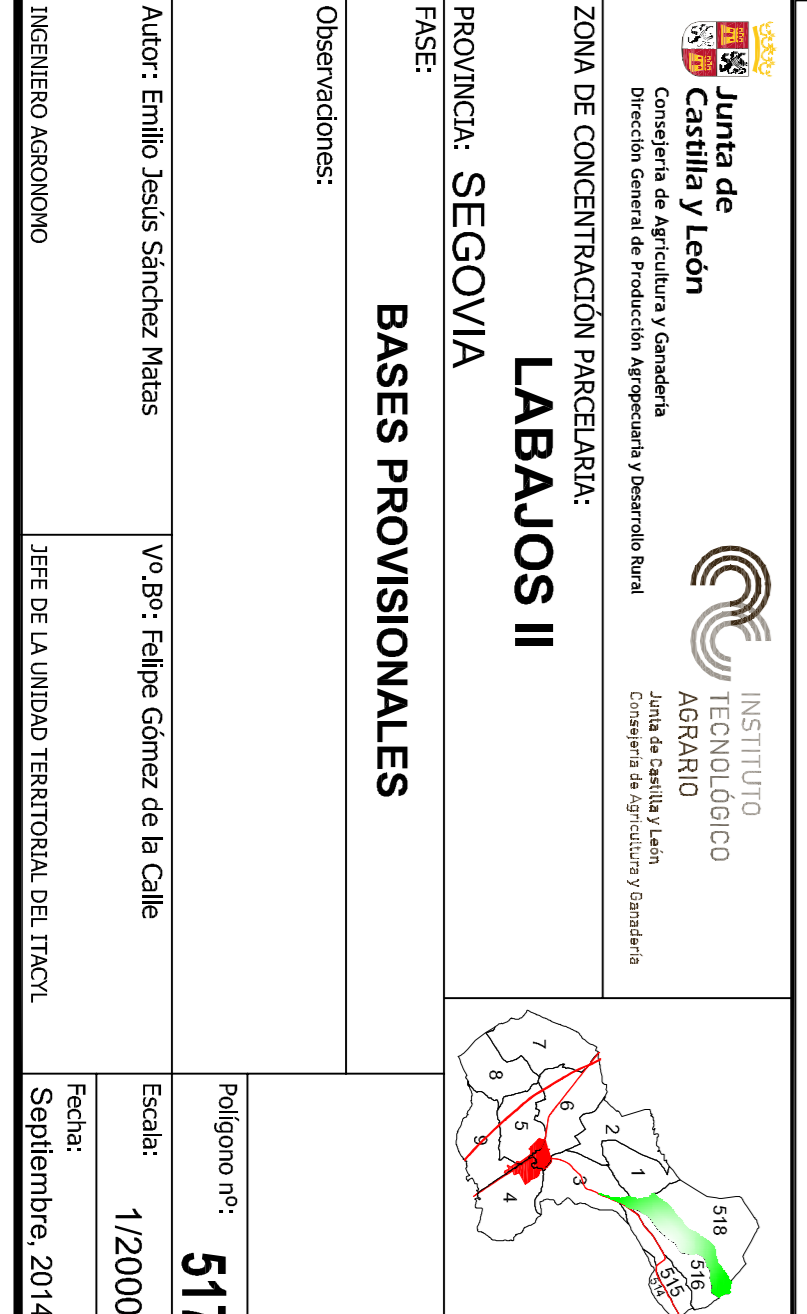 Junta de
Castilla y León
Consejería de Agricultura y Ganadería
Dirección General de Producción Agropecuaria y Desarrollo Rural
INSTITUTO
TECNOLÓGICO
AGRARIO
Junta de Castilla y León
Consejería de Agricultura y Ganadería
ZONA DE CONCENTRACIÓN PARCELARIA:
LABAJOS II
PROVINCIA: SEGOVIA
7
8
9
6
5
4
2
1
3
518
516
515
514
FASE:
BASES PROVISIONALES
Observaciones:
Polígono nº:
517
Autor: Emilio Jesús Sánchez Matas
Vº.Bº: Felipe Gómez de la Calle
Escala:
1/2000
INGENIERO AGRONOMO
JEFE DE LA UNIDAD TERRITORIAL DEL ITACYL
Fecha:
Septiembre, 2014